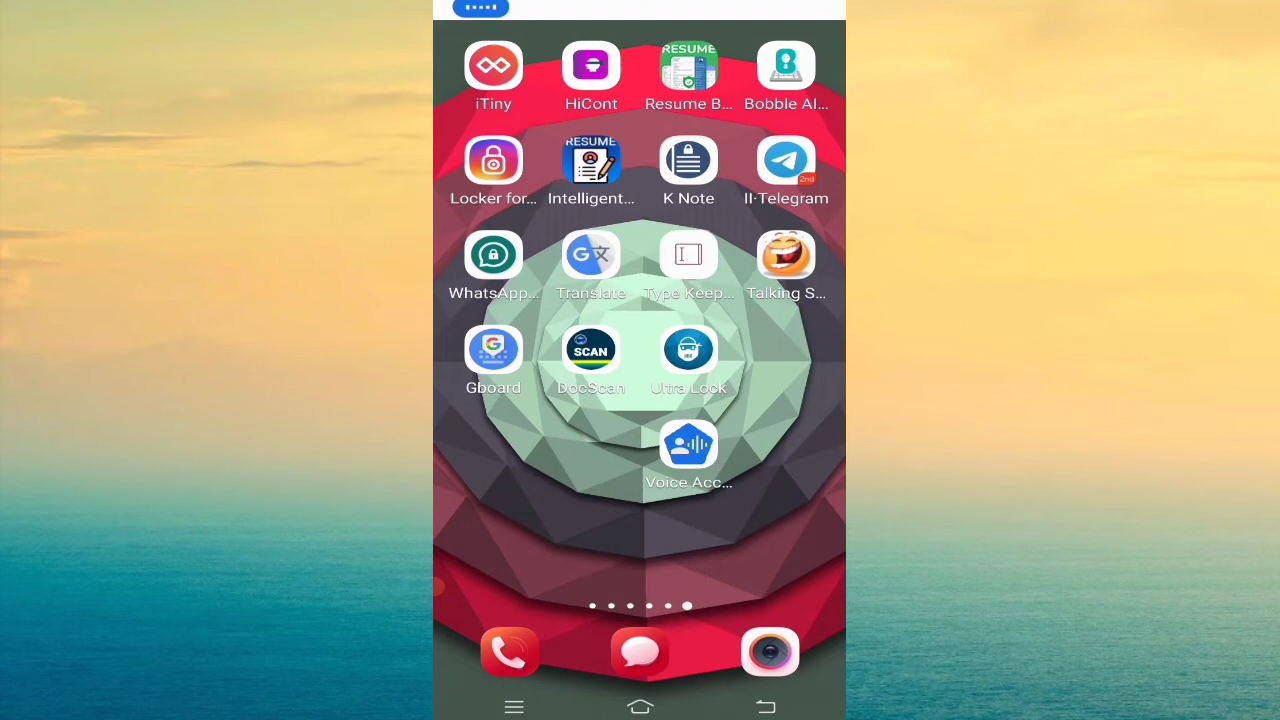 iTiny HiCont Resume B... Bobble AI...
RESUME
Locker for... Intelligent... K Note II·Telegram
RESUME
2nd
WhatsApp... Translate Type Keep... Talking S...
G 文
Gboard DocScan Ultra Lock
G SCAN
Voice Acc...